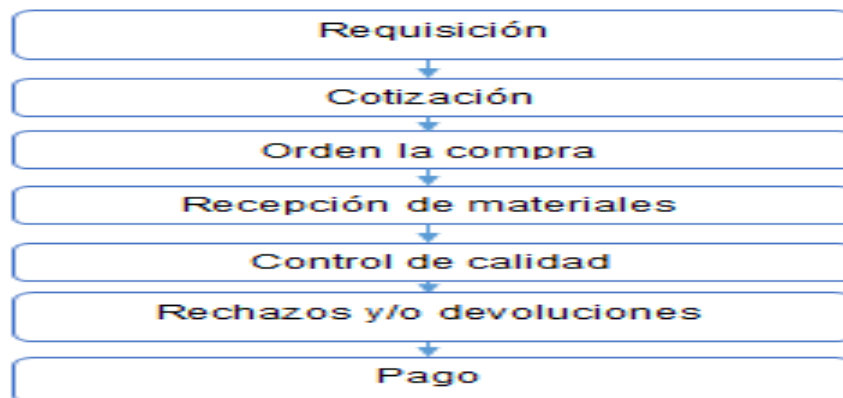 Requisición
Cotización
Orden la compra
Recepción de materiales
Control de calidad
Rechazos y/o devoluciones
Pago